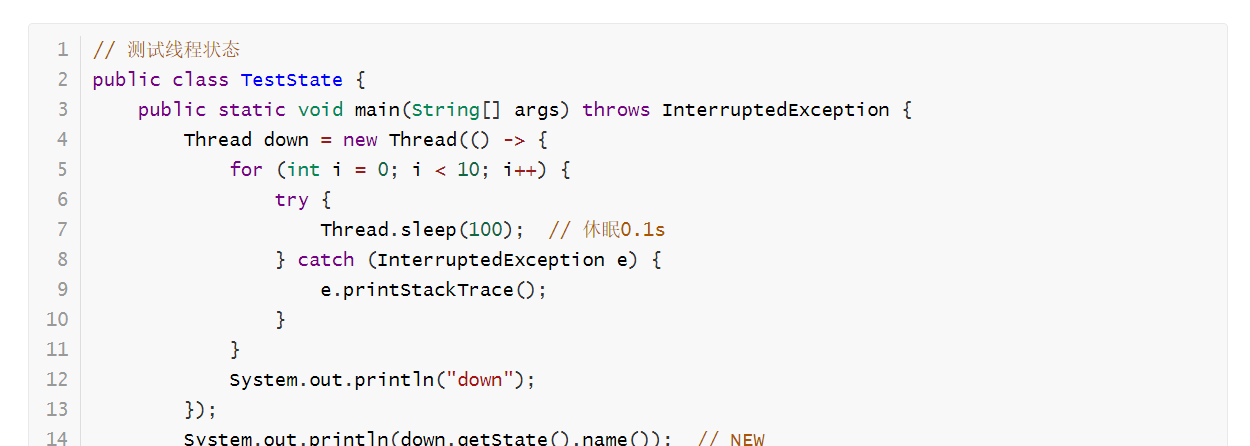 1 // 测试线程状态
2 public class TestState {
3 public static void main(String[] args) throws InterruptedException {
4 Thread down = new Thread(() -> {
5 for (int i = 0; i < 10; i++) {
6 try {
7 Thread.sleep(100); // 休眠0.1s
8 } catch (InterruptedException e) {
9 e.printStackTrace();
10 }
11 }
12 System.out.println("down");
13 });
14 System.out.println(down.getState().name()); // NEW